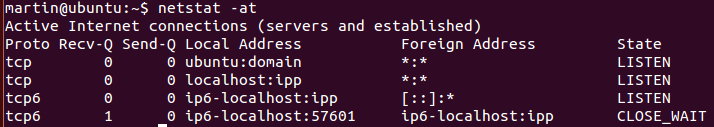 martin@ubuntu:~$ netstat -at
Active Internet connections (servers and established)
Proto Recv-Q Send-Q Local Address           Foreign Address         State
tcp        0      0 ubuntu:domain           *:*                     LISTEN
tcp        0      0 localhost:ipp           *:*                     LISTEN
tcp6       0      0 ip6-localhost:ipp       [::]:*                  LISTEN
tcp6       1      0 ip6-localhost:57601     ip6-localhost:ipp       CLOSE_WAIT